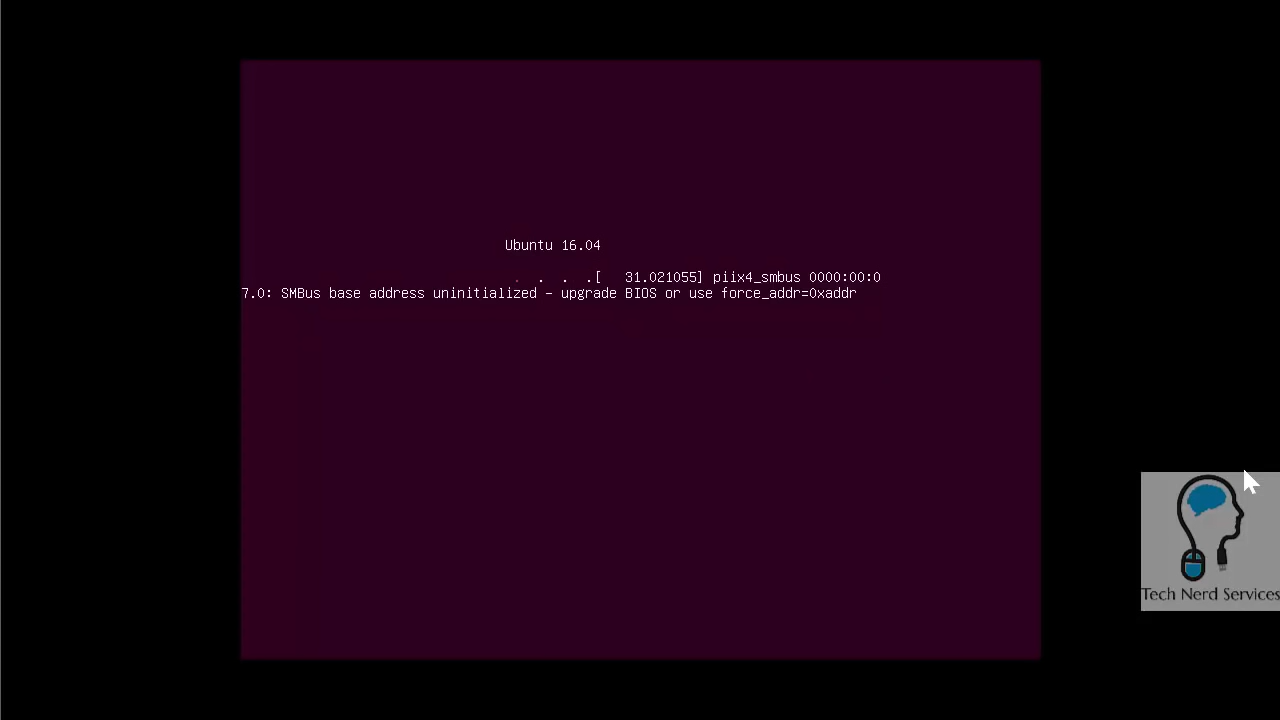 Ubuntu 16.04
. . . .[   31.021055] piix4_smbus 0000:00:0
7.0: SMBus base address uninitialized - upgrade BIOS or use force_addr=0xaddr
Tech Nerd Services